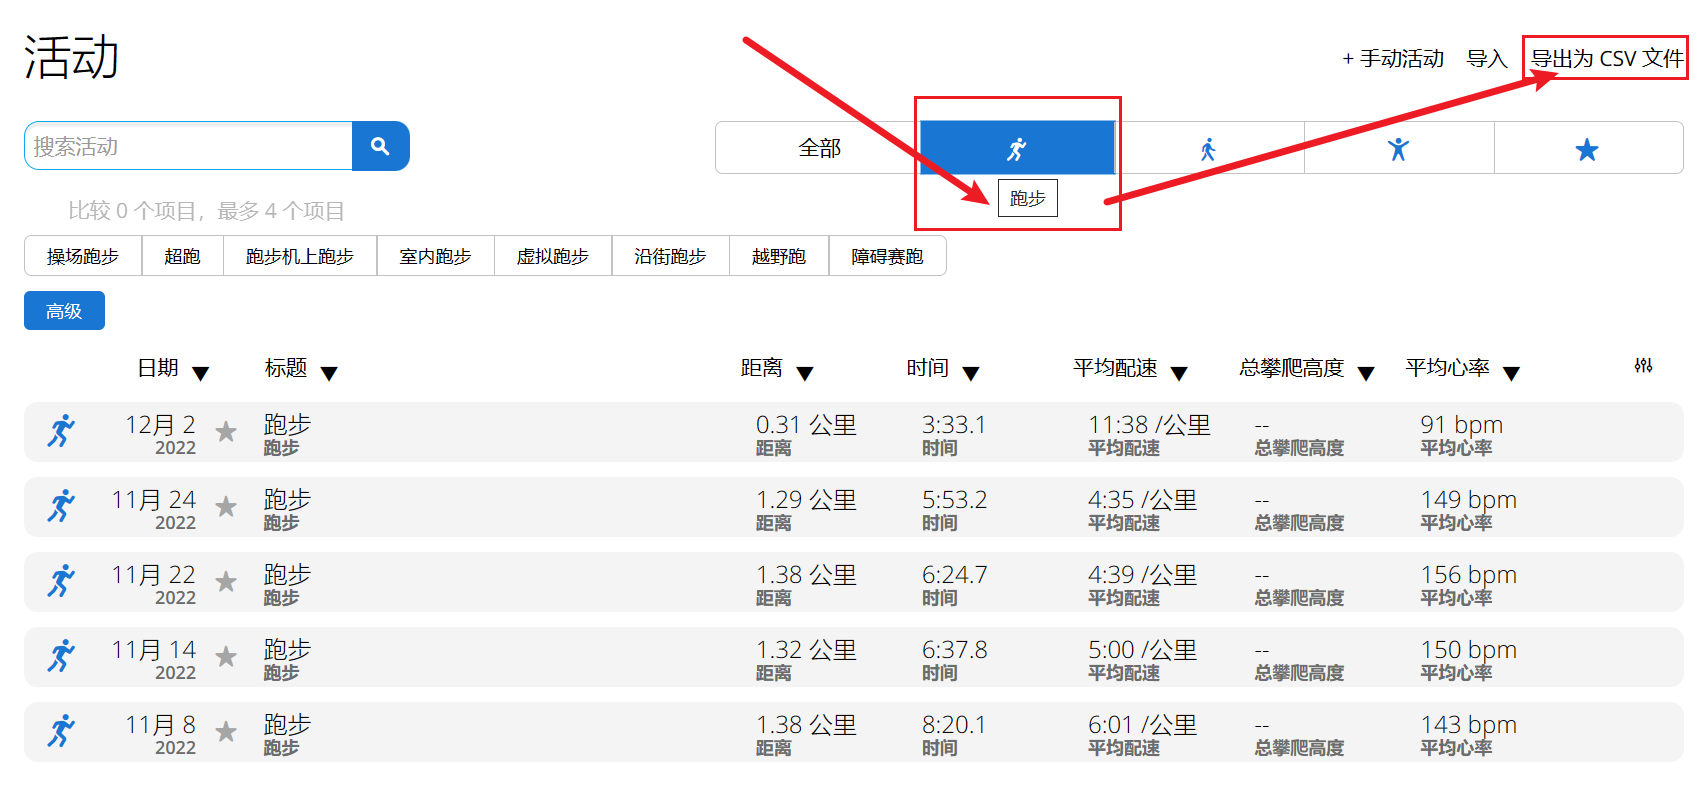 活动
+ 手动活动 导入 导出为 CSV 文件
搜索活动
全部
跑步
比较 0 个项目，最多 4 个项目
操场跑步 超跑 跑步机上跑步 室内跑步 虚拟跑步 沿街跑步 越野跑 障碍赛跑
高级
日期 ▼ 标题 ▼ 距离 ▼ 时间 ▼ 平均配速 ▼ 总攀爬高度 ▼ 平均心率 ▼
12月 2 跑步 0.31 公里 3:33.1 11:38 /公里 -- 91 bpm
2022 跑步 距离 时间 平均配速 总攀爬高度 平均心率
11月 24 跑步 1.29 公里 5:53.2 4:35 /公里 -- 149 bpm
2022 跑步 距离 时间 平均配速 总攀爬高度 平均心率
11月 22 跑步 1.38 公里 6:24.7 4:39 /公里 -- 156 bpm
2022 跑步 距离 时间 平均配速 总攀爬高度 平均心率
11月 14 跑步 1.32 公里 6:37.8 5:00 /公里 -- 150 bpm
2022 跑步 距离 时间 平均配速 总攀爬高度 平均心率
11月 8 跑步 1.38 公里 8:20.1 6:01 /公里 -- 143 bpm
2022 跑步 距离 时间 平均配速 总攀爬高度 平均心率